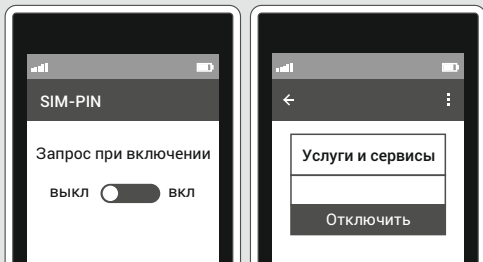 SIM-PIN
Запрос при включении
выкл вкл
Услуги и сервисы
Отключить